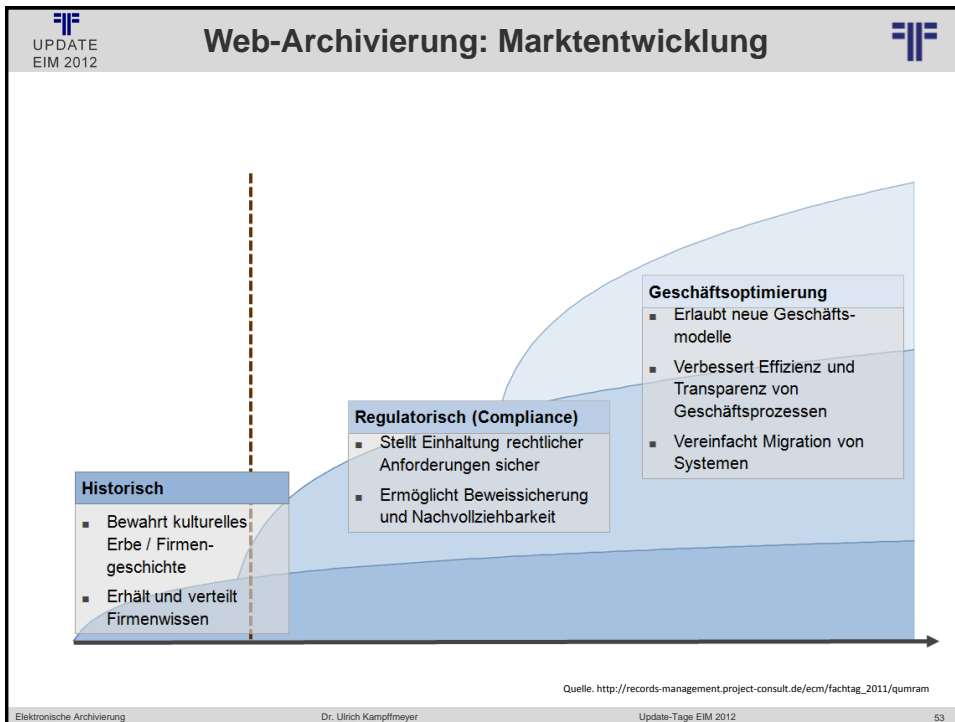 UPDATE
EIM 2012
Web-Archivierung: Marktentwicklung
Historisch
▪ Bewahrt kulturelles
Erbe / Firmen-
geschichte
▪ Erhält und verteilt
Firmenwissen
Regulatorisch (Compliance)
▪ Stellt Einhaltung rechtlicher
Anforderungen sicher
▪ Ermöglicht Beweissicherung
und Nachvollziehbarkeit
Geschäftsoptimierung
▪ Erlaubt neue Geschäfts-
modelle
▪ Verbessert Effizienz und
Transparenz von
Geschäftsprozessen
▪ Vereinfacht Migration von
Systemen
Quelle. http://records-management.project-consult.de/ecm/fachtag_2011/qumram
Elektronische Archivierung Dr. Ulrich Kampffmeyer Update-Tage EIM 2012 53